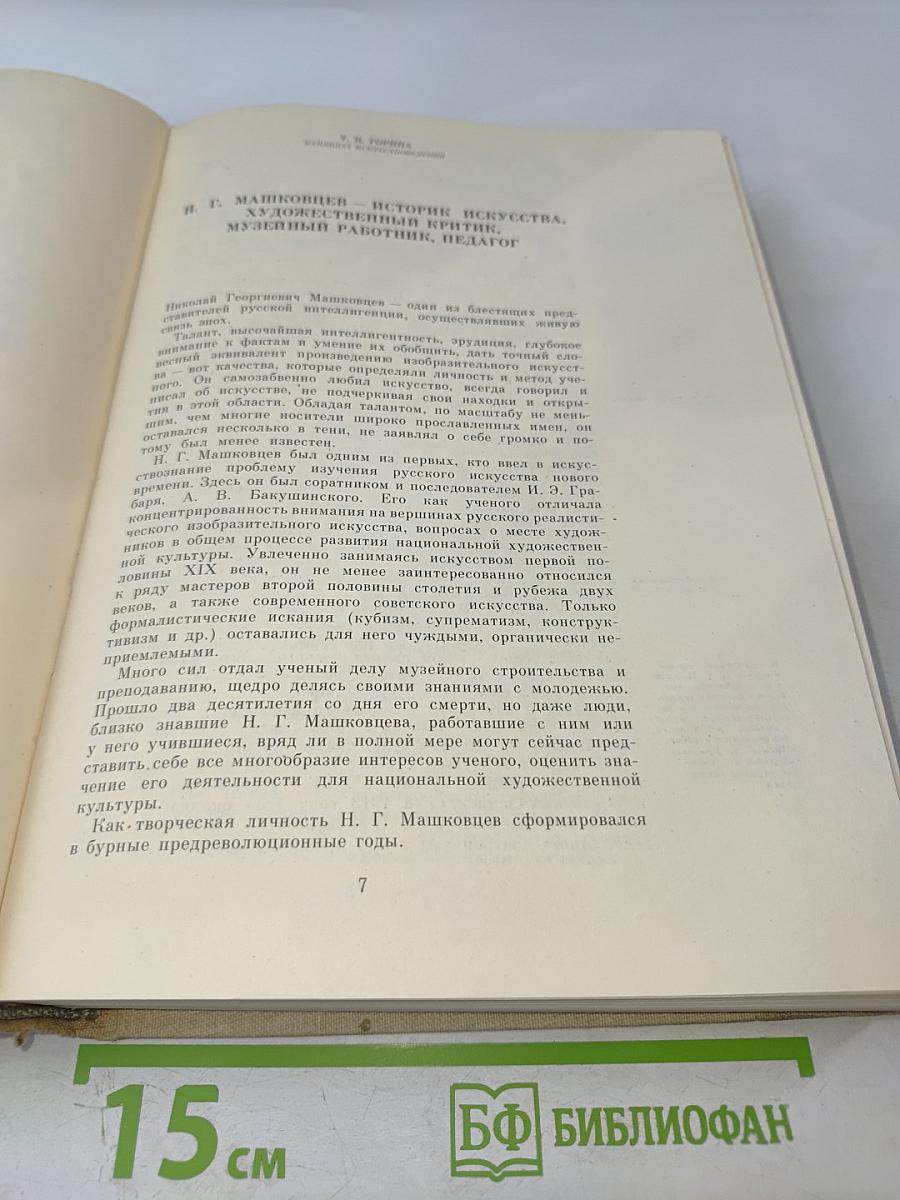 Т. Н. ГОРИНА
КАНДИДАТ ИСКУССТВОВЕДЕНИЯ
Н. Г. МАШКОВЦЕВ — ИСТОРИК ИСКУССТВА,
ХУДОЖЕСТВЕННЫЙ КРИТИК,
МУЗЕЙНЫЙ РАБОТНИК, ПЕДАГОГ
Николай Георгиевич Машковцев — один из блестящих пред-
ставителей русской интеллигенции, осуществлявших живую
связь эпох.
Талант, высочайшая интеллигентность, эрудиция, глубокое
внимание к фактам и умение их обобщить, дать точный сло-
весный эквивалент произведению изобразительного искусст-
ва — вот качества, которые определяли личность и метод уче-
ного. Он самозабвенно любил искусство, всегда говорил и
писал об искусстве, не подчеркивая свои находки и откры-
тия в этой области. Обладая талантом, по масштабу не мень-
шим, чем многие носители широко прославленных имен, он
оставался несколько в тени, не заявлял о себе громко и по-
тому был менее известен.
Н. Г. Машковцев был одним из первых, кто ввел в искус-
ствознание проблему изучения русского искусства нового
времени. Здесь он был соратником и последователем И. Э. Гра-
баря, А. В. Бакушинского. Его как ученого отличала
концентрированность внимания на вершинах русского реалисти-
ческого изобразительного искусства, вопросах о месте худож-
ников в общем процессе развития национальной художествен-
ной культуры. Увлеченно занимаясь искусством первой по-
ловины XIX века, он не менее заинтересованно относился
к ряду мастеров второй половины столетия и рубежа двух
веков, а также современного советского искусства. Только
формалистические искания (кубизм, супрематизм, конструк-
тивизм и др.) оставались для него чуждыми, органически не-
приемлемыми.
Много сил отдал ученый делу музейного строительства и
преподаванию, щедро делясь своими знаниями с молодежью.
Прошло два десятилетия со дня его смерти, но даже люди,
близко знавшие Н. Г. Машковцева, работавшие с ним или
у него учившиеся, вряд ли в полной мере могут сейчас пред-
ставить себе все многообразие интересов ученого, оценить зна-
чение его деятельности для национальной художественной
культуры.
Как творческая личность Н. Г. Машковцев сформировался
в бурные предреволюционные годы.
7
15 см
БФ БИБЛИОФАН